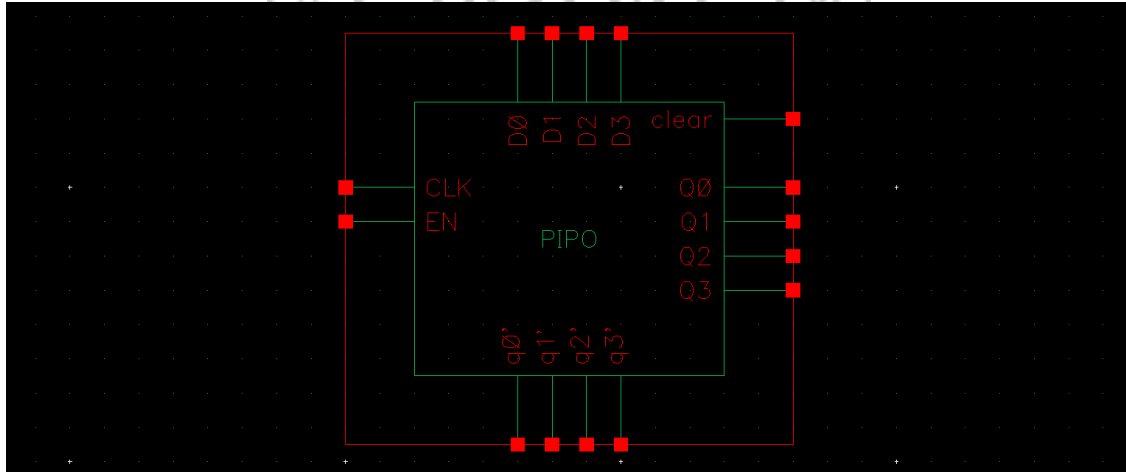 D0 D1 D2 D3 clear
CLK Q0
EN Q1
PIPO
Q2
Q3
q0' q1' q2' q3'